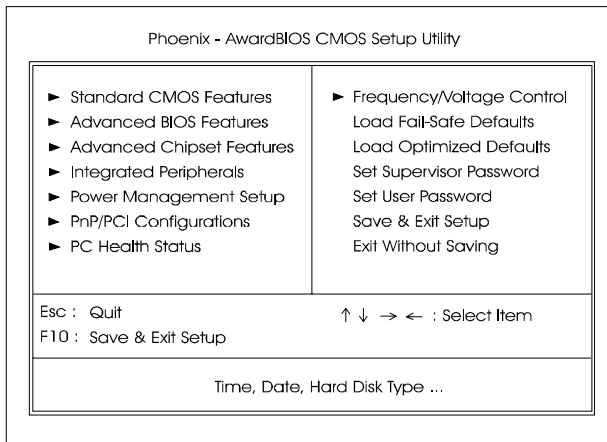 Phoenix - AwardBIOS CMOS Setup Utility
► Standard CMOS Features
► Advanced BIOS Features
► Advanced Chipset Features
► Integrated Peripherals
► Power Management Setup
► PnP/PCI Configurations
► PC Health Status
► Frequency/Voltage Control
Load Fail-Safe Defaults
Load Optimized Defaults
Set Supervisor Password
Set User Password
Save & Exit Setup
Exit Without Saving
Esc : Quit
F10 : Save & Exit Setup
↑ ↓ → ← : Select Item
Time, Date, Hard Disk Type ...